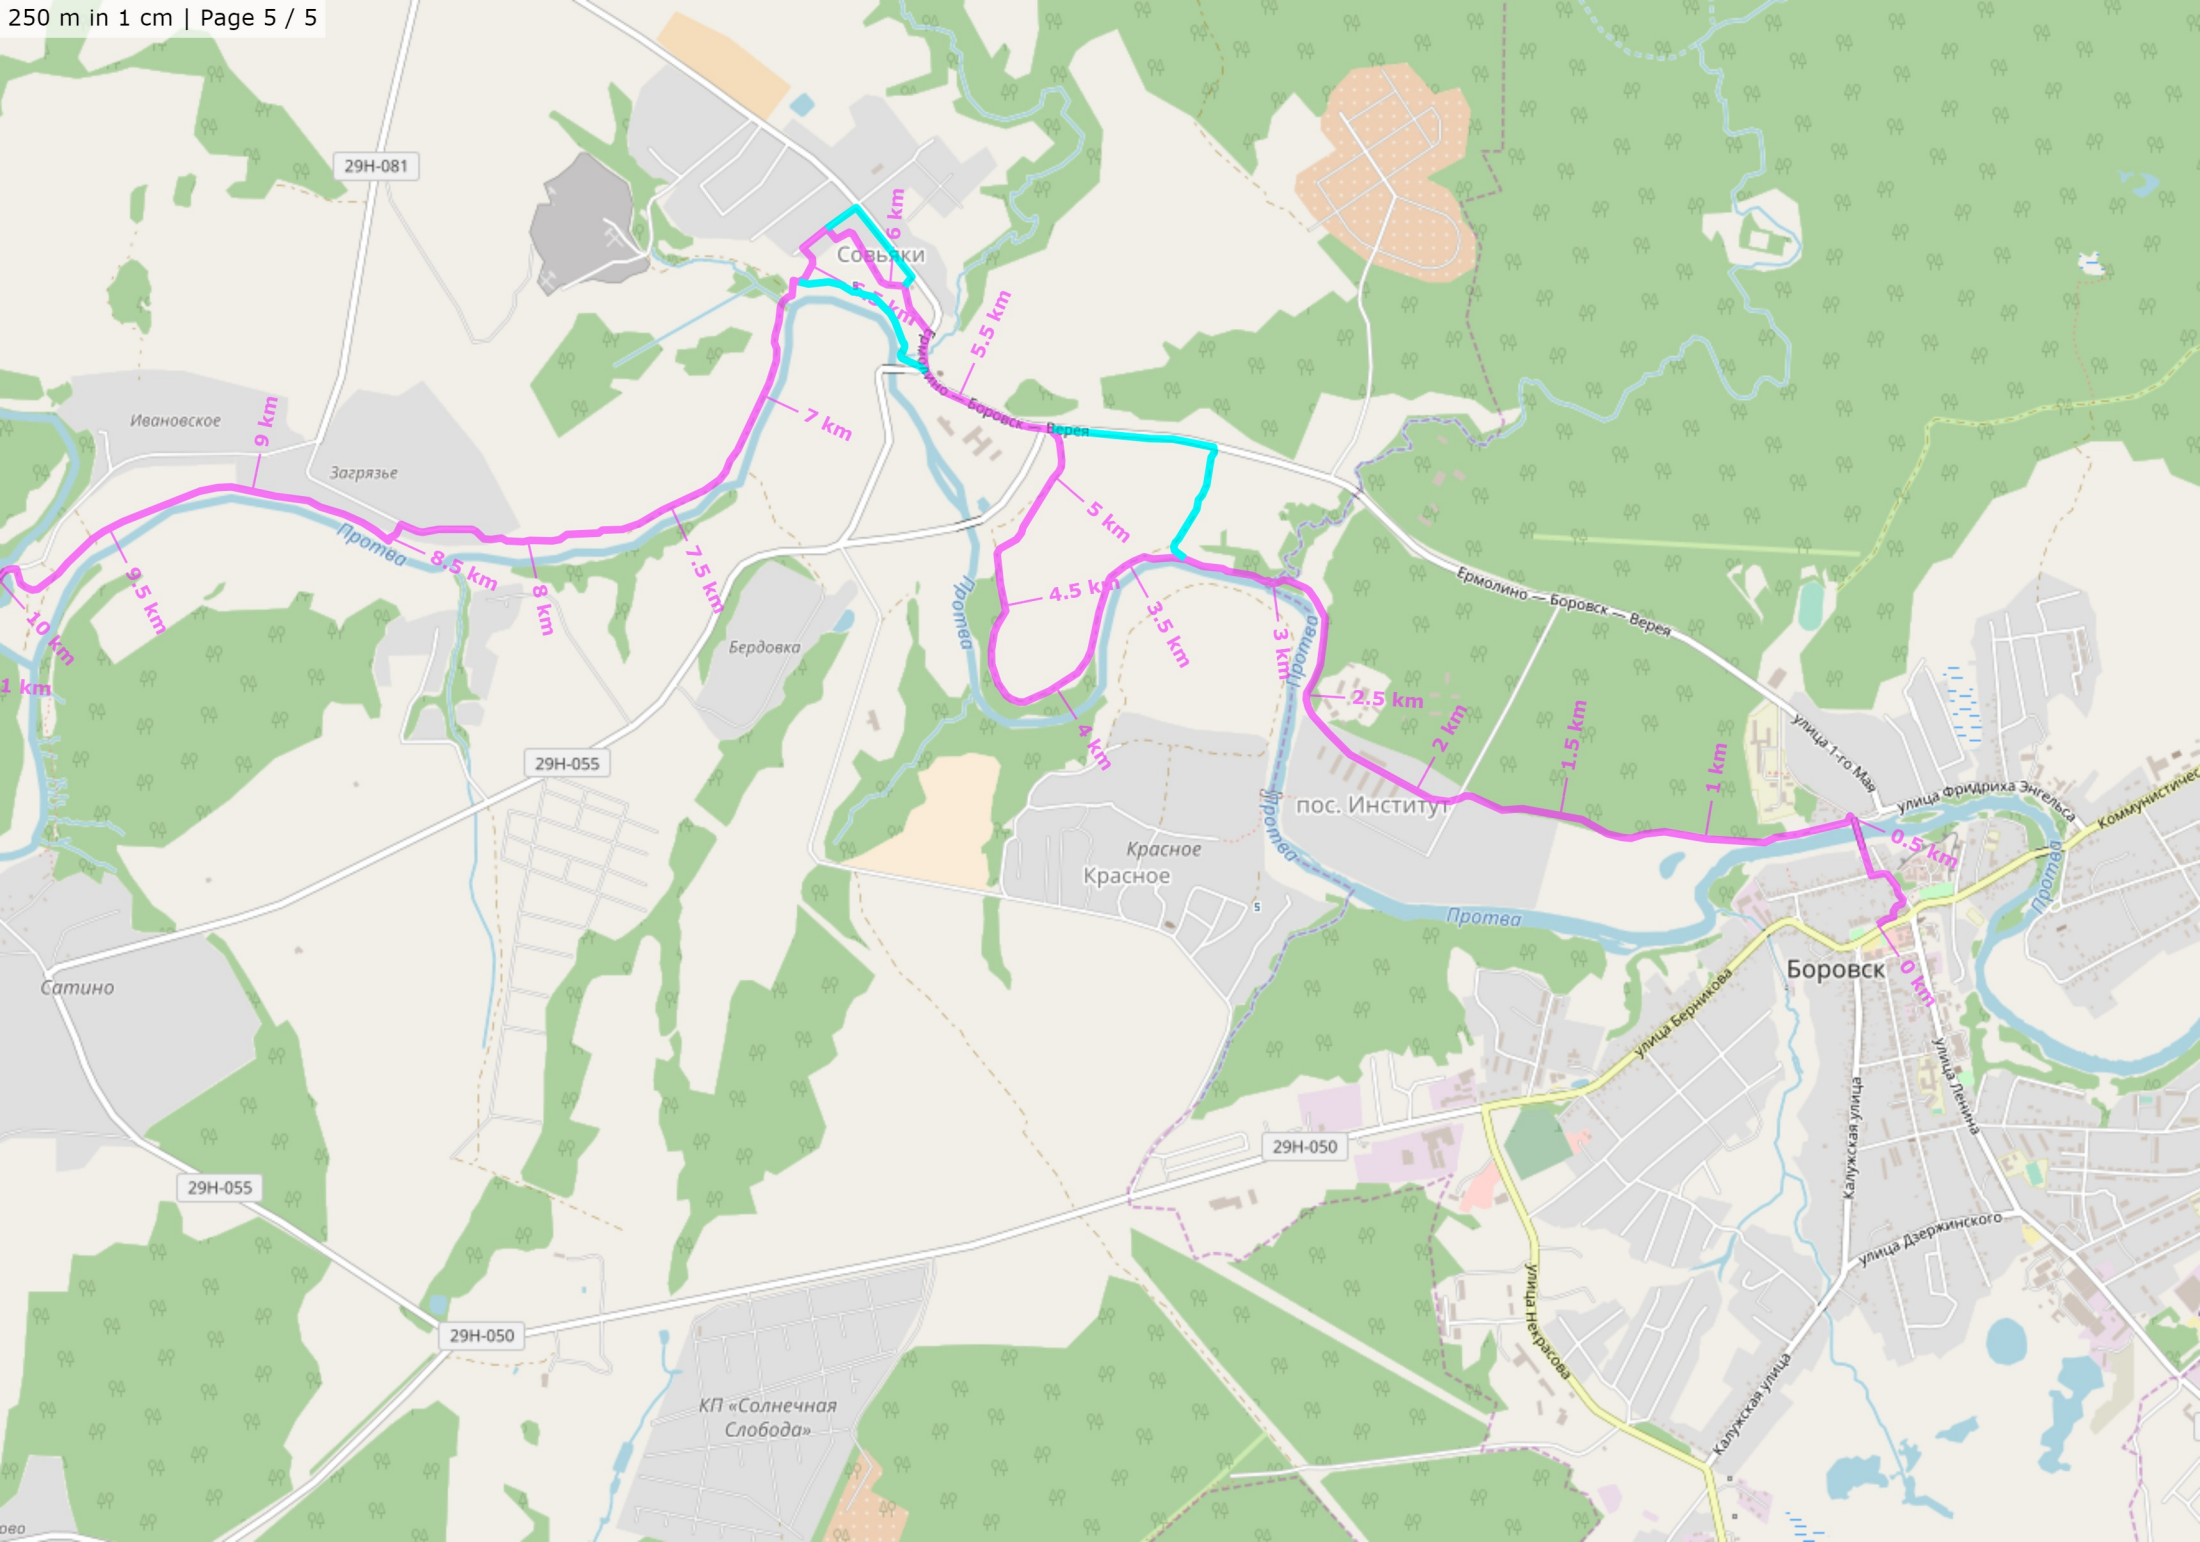 250 m in 1 cm | Page 5 / 5
29Н-081
6 km
Совьяки
6.5 km
5.5 km
Ермолино — Боровск — Верея
Ивановское
9 km
Загрязье
7 km
Протва
8.5 km
9.5 km
8 km
7.5 km
5 km
4.5 km
3.5 km
3 km
Протва
Протва
Ермолино — Боровск — Верея
10 km
1 km
Бердовка
2.5 km
2 km
1.5 km
1 km
улица 1-го Мая
улица Фридриха Энгельса
Коммунистичес
4 km
29Н-055
пос. Институт
Протва
0.5 km
Красное
Красное
Протва
Протва
Боровск
0 km
Сатино
улица Берникова
улица Ленина
Калужская улица
29Н-050
29Н-055
улица Дзержинского
улица Некрасова
29Н-050
КП «Солнечная
Слобода»
Калужская улица
ово